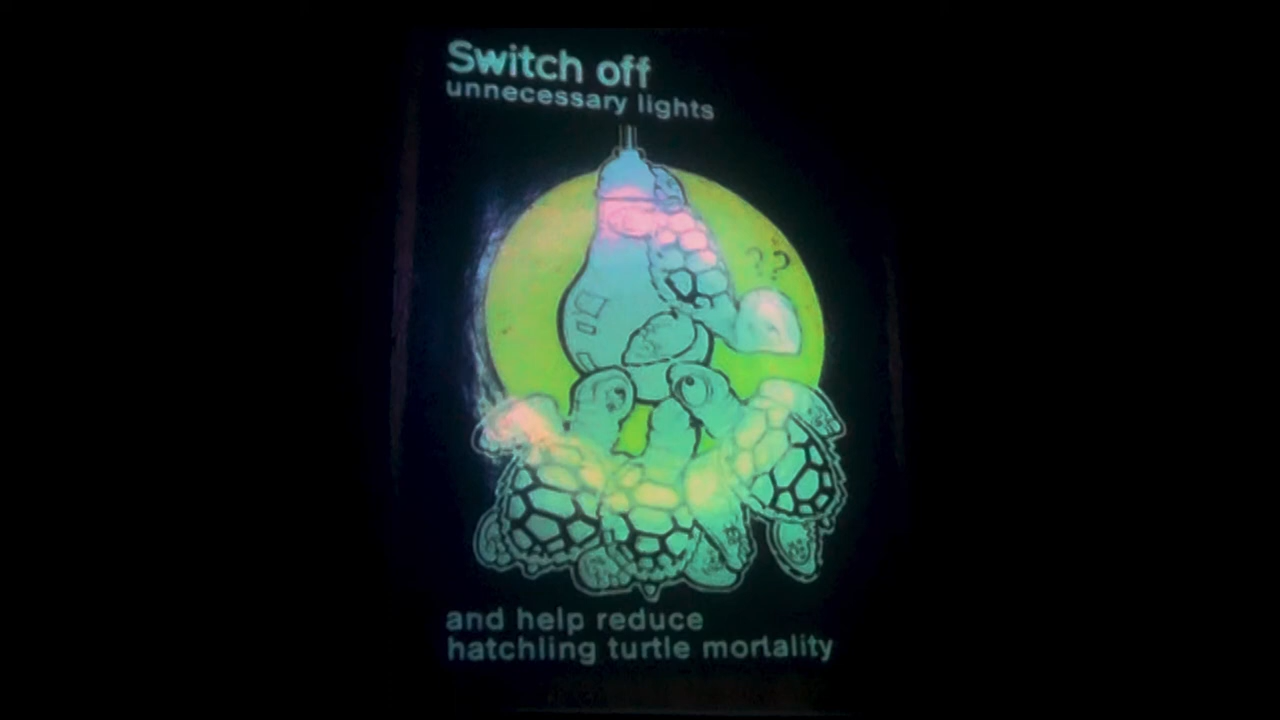 Switch off
unnecessary lights
??
and help reduce
hatchling turtle mortality